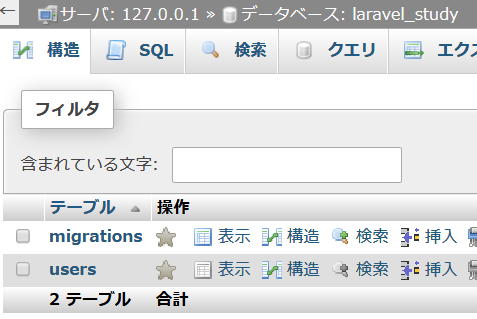 ← サーバ: 127.0.0.1 » データベース: laravel_study
構造 SQL 検索 クエリ エクス
フィルタ
含まれている文字:
テーブル 操作
migrations 表示 構造 検索 挿入
users 表示 構造 検索 挿入
2 テーブル 合計